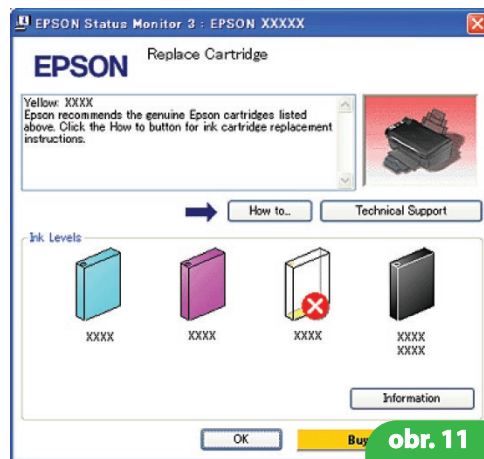 EPSON Status Monitor 3 : EPSON XXXXX
EPSON
Replace Cartridge
Yellow: XXXX
Epson recommends the genuine Epson cartridges listed
above. Click the How to button for ink cartridge replacement
instructions.
How to...
Technical Support
Ink Levels
XXXX
XXXX
XXXX
XXXX
XXXX
Information
OK
Buy
obr. 11